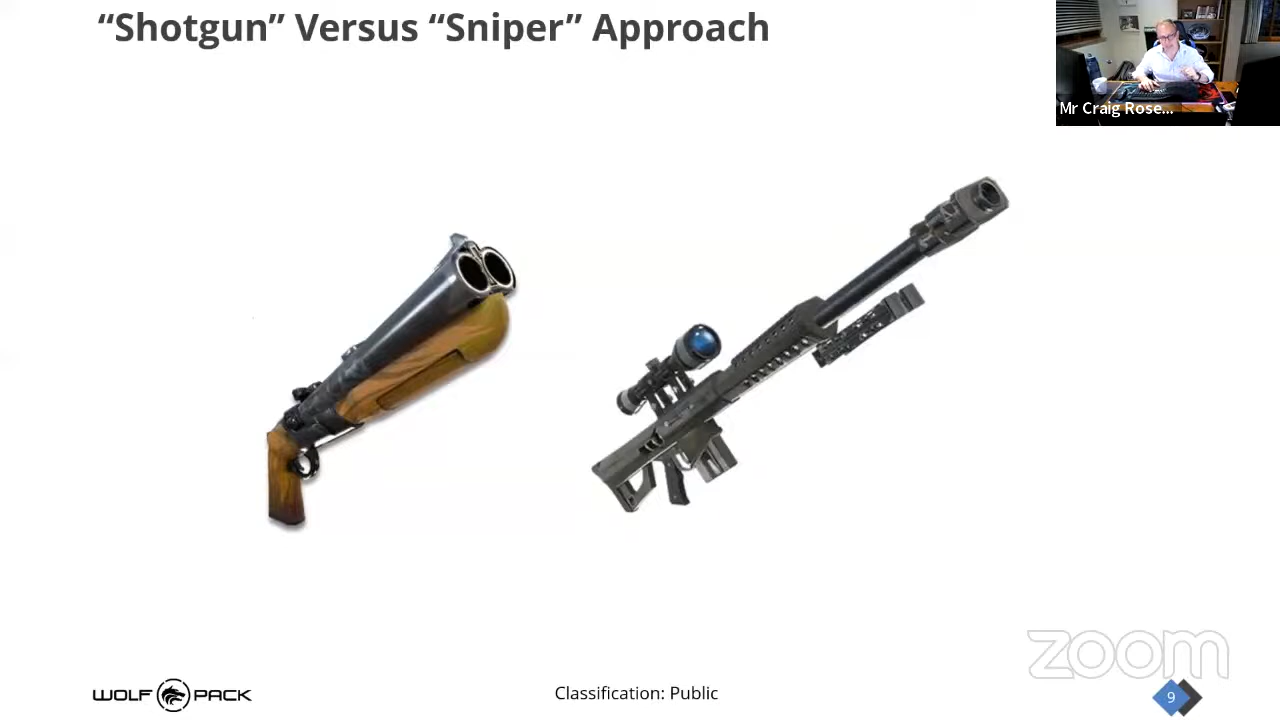 “Shotgun” Versus “Sniper” Approach
Mr Craig Rose...
zoom
WOLF PACK
Classification: Public
9